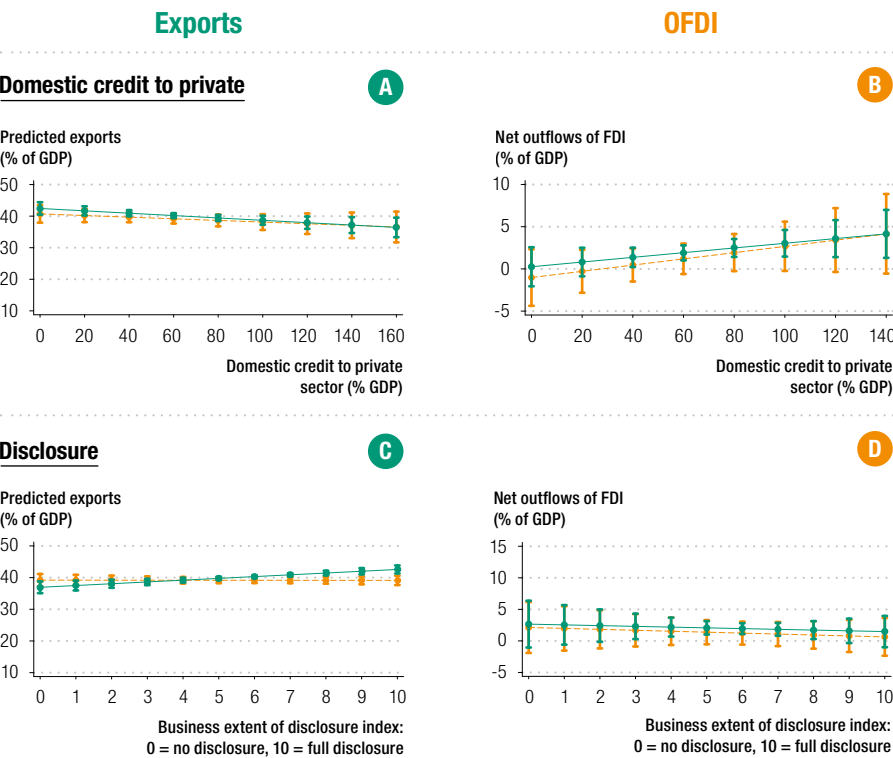 Exports
OFDI
Domestic credit to private
A
B
Predicted exports
(% of GDP)
50
40
30
20
10
0 20 40 60 80 100 120 140 160
Domestic credit to private
sector (% GDP)
Net outflows of FDI
(% of GDP)
10
5
0
-5
0 20 40 60 80 100 120 140
Domestic credit to private
sector (% GDP)
Disclosure
C
D
Predicted exports
(% of GDP)
50
40
30
20
10
0 1 2 3 4 5 6 7 8 9 10
Business extent of disclosure index:
0 = no disclosure, 10 = full disclosure
Net outflows of FDI
(% of GDP)
15
10
5
0
-5
0 1 2 3 4 5 6 7 8 9 10
Business extent of disclosure index:
0 = no disclosure, 10 = full disclosure